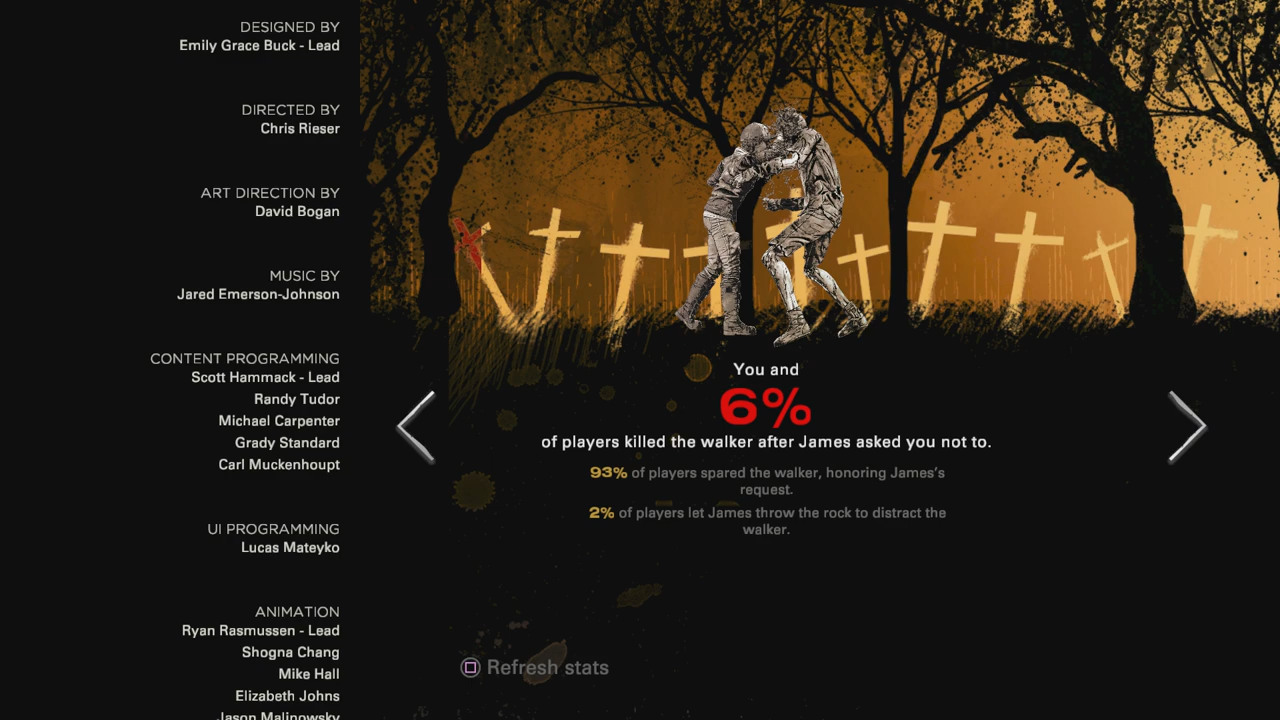 DESIGNED BY
Emily Grace Buck - Lead
DIRECTED BY
Chris Rieser
ART DIRECTION BY
David Bogan
MUSIC BY
Jared Emerson-Johnson
CONTENT PROGRAMMING
Scott Hammack - Lead
Randy Tudor
Michael Carpenter
Grady Standard
Carl Muckenhoupt
UI PROGRAMMING
Lucas Mateyko
ANIMATION
Ryan Rasmussen - Lead
Shogna Chang
Mike Hall
Elizabeth Johns
Jason Malinowsky
You and
6%
of players killed the walker after James asked you not to.
93% of players spared the walker, honoring James's
request.
2% of players let James throw the rock to distract the
walker.
Refresh stats